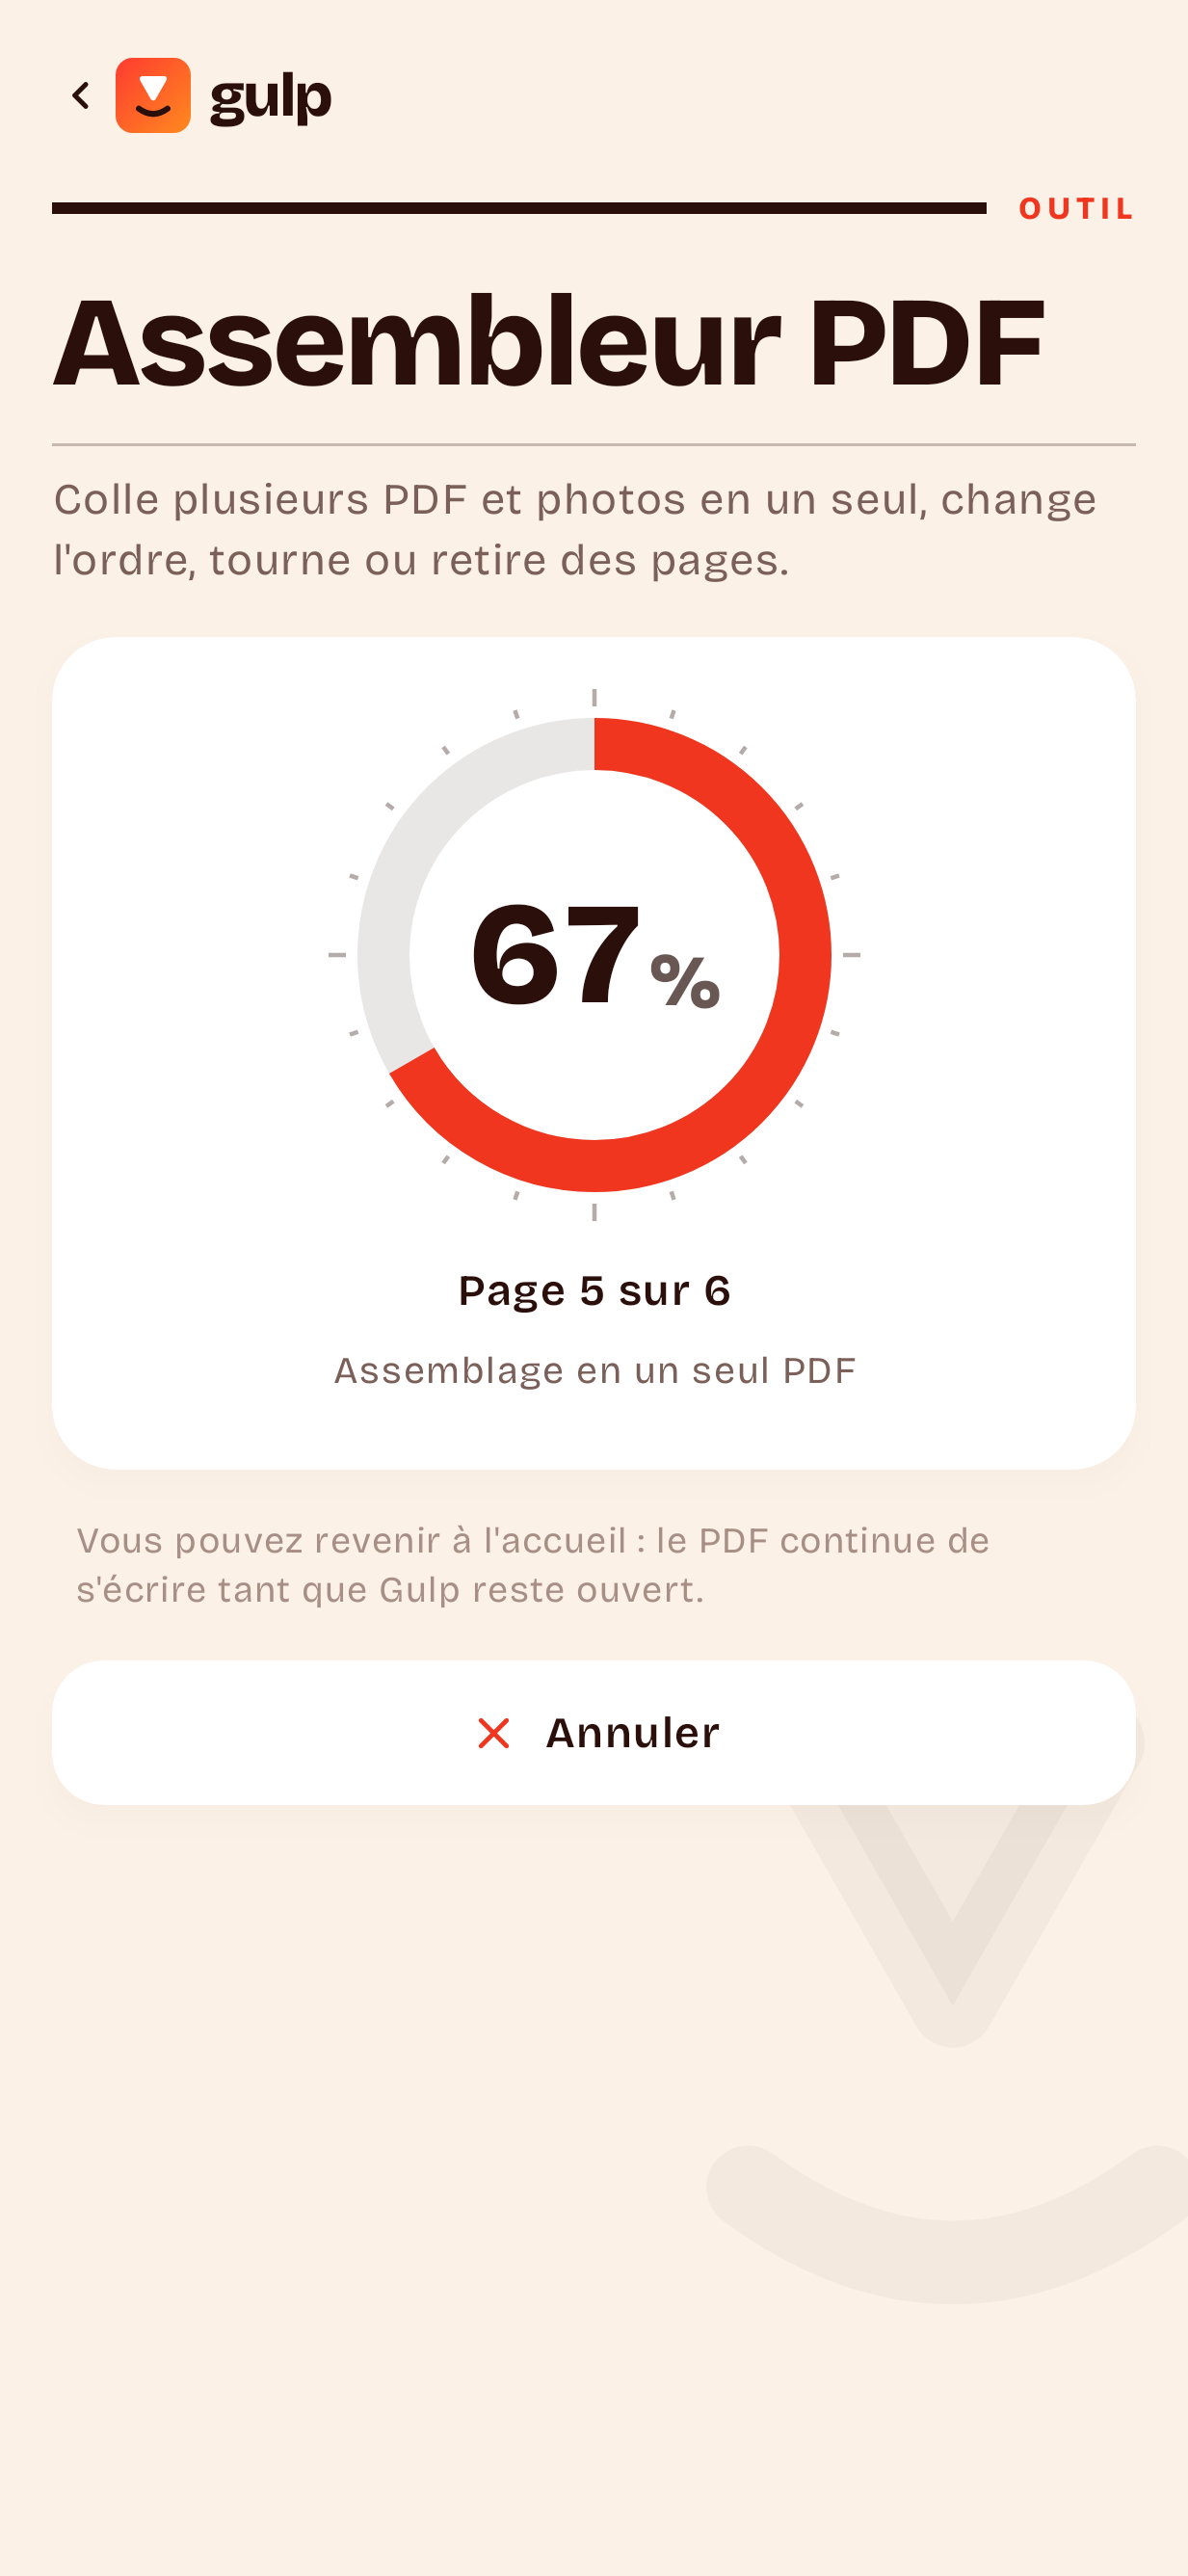 gulp
OUTIL
Assembleur PDF
Colle plusieurs PDF et photos en un seul, change
l'ordre, tourne ou retire des pages.
67%
Page 5 sur 6
Assemblage en un seul PDF
Vous pouvez revenir à l'accueil : le PDF continue de
s'écrire tant que Gulp reste ouvert.
Annuler